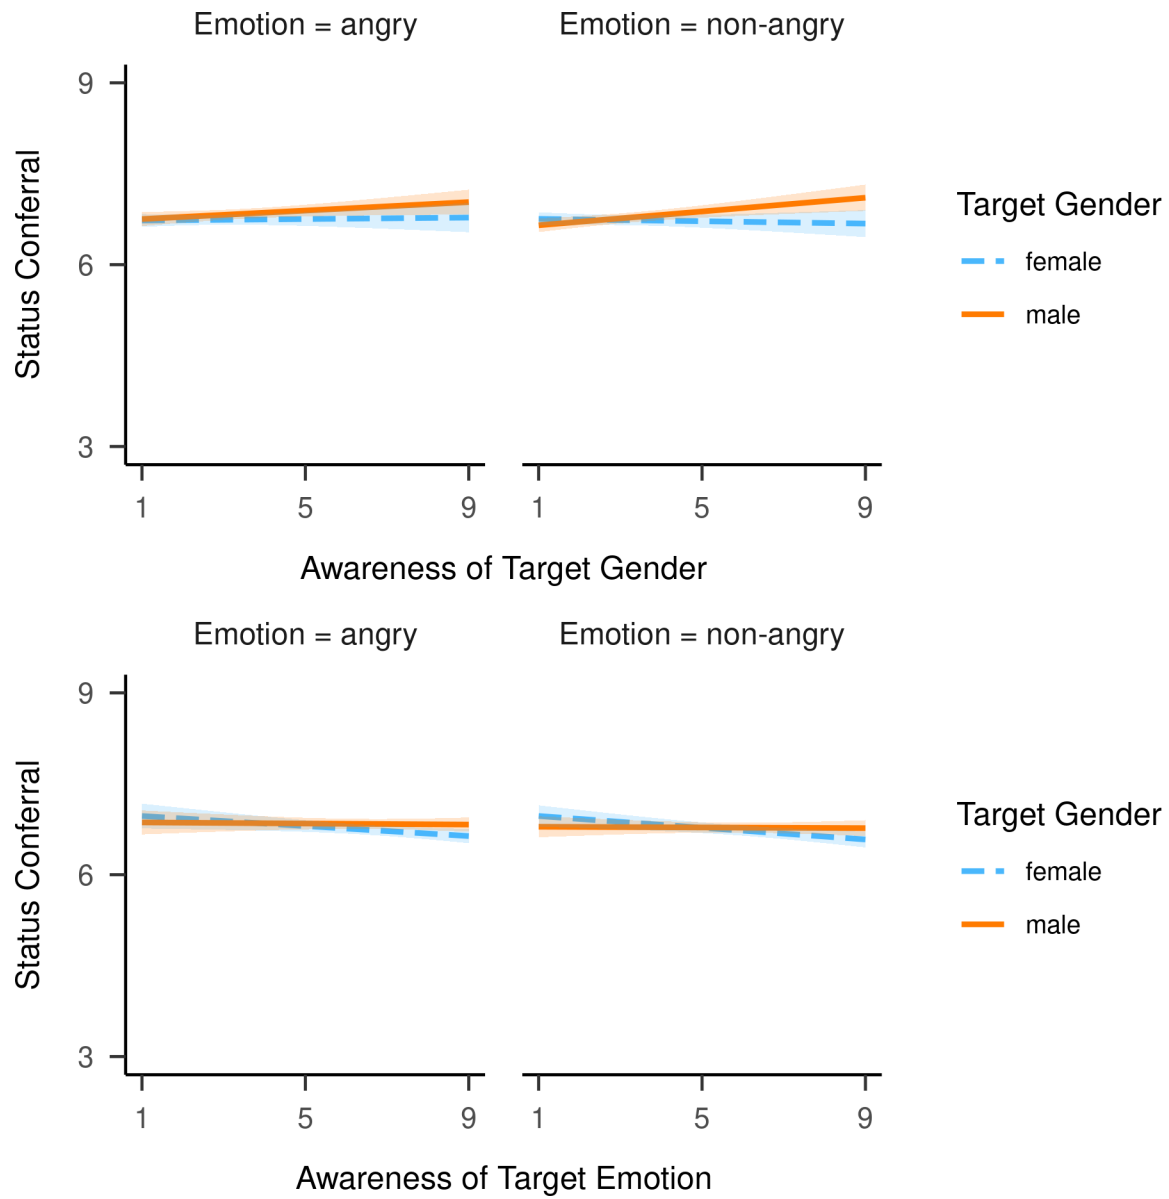 Emotion = angry Emotion = non-angry
9
6
3
Status Conferral
1 5 9 1 5 9
Awareness of Target Gender
Target Gender
female
male
Emotion = angry Emotion = non-angry
9
6
3
Status Conferral
1 5 9 1 5 9
Awareness of Target Emotion
Target Gender
female
male